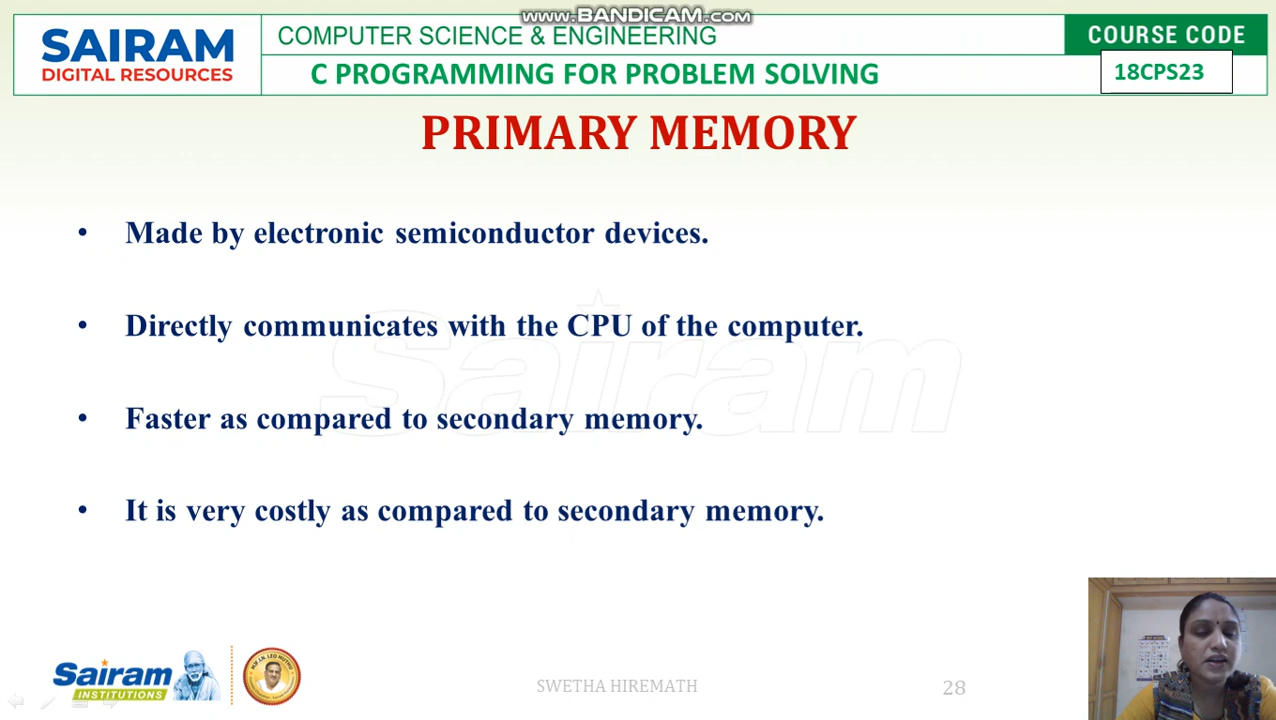 www.BANDICAM.com
SAIRAM
DIGITAL RESOURCES
COMPUTER SCIENCE & ENGINEERING
COURSE CODE
C PROGRAMMING FOR PROBLEM SOLVING
18CPS23
PRIMARY MEMORY
• Made by electronic semiconductor devices.
• Directly communicates with the CPU of the computer.
Sairam
• Faster as compared to secondary memory.
• It is very costly as compared to secondary memory.
Sairam
INSTITUTIONS
SWETHA HIREMATH
28